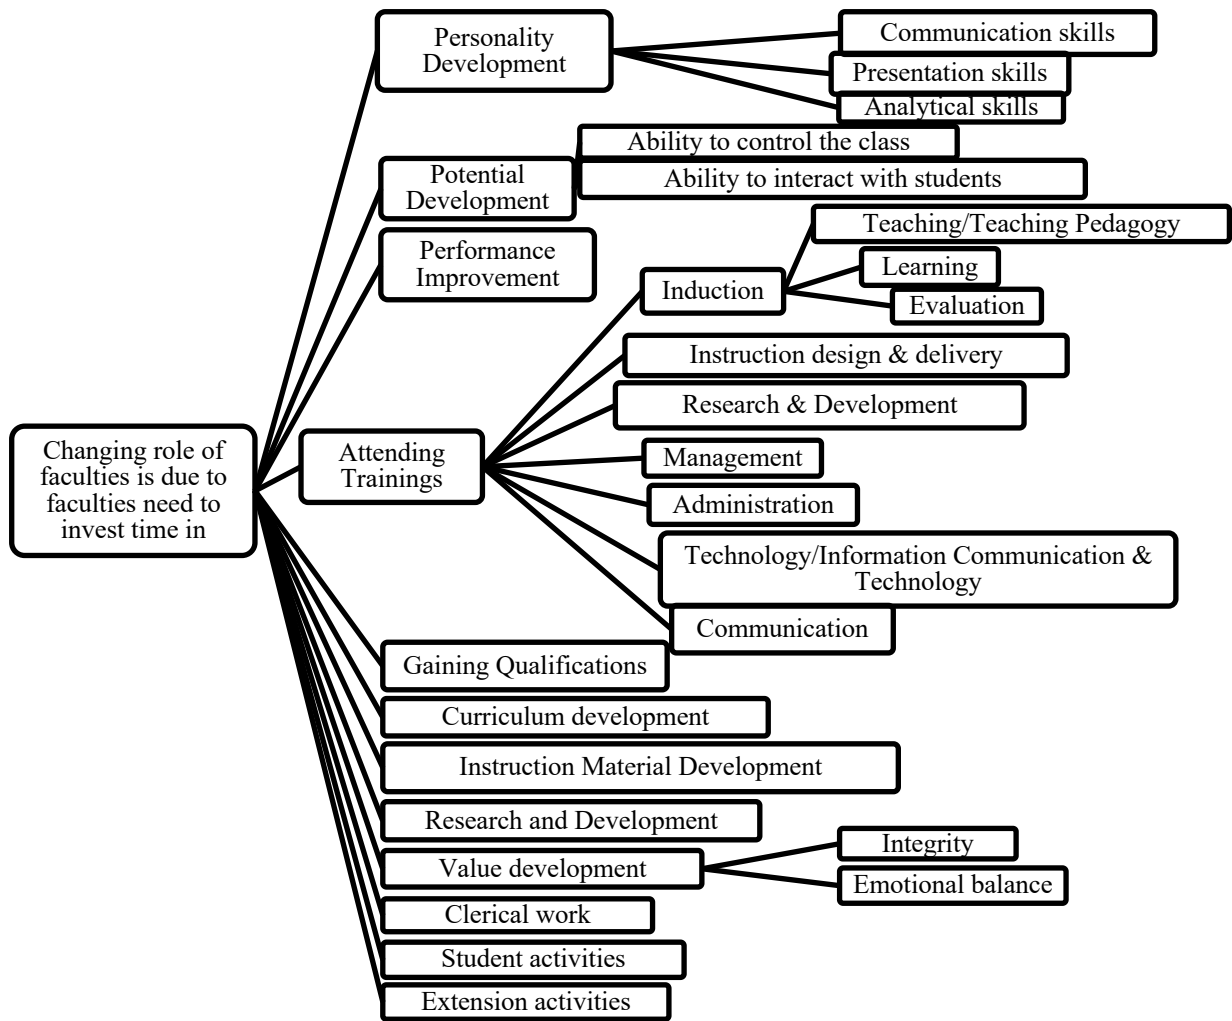 Changing role of
faculties is due to
faculties need to
invest time in
Personality
Development
Communication skills
Presentation skills
Analytical skills
Potential
Development
Ability to control the class
Ability to interact with students
Performance
Improvement
Attending
Trainings
Induction
Teaching/Teaching Pedagogy
Learning
Evaluation
Instruction design & delivery
Research & Development
Management
Administration
Technology/Information Communication &
Technology
Communication
Gaining Qualifications
Curriculum development
Instruction Material Development
Research and Development
Value development
Integrity
Emotional balance
Clerical work
Student activities
Extension activities